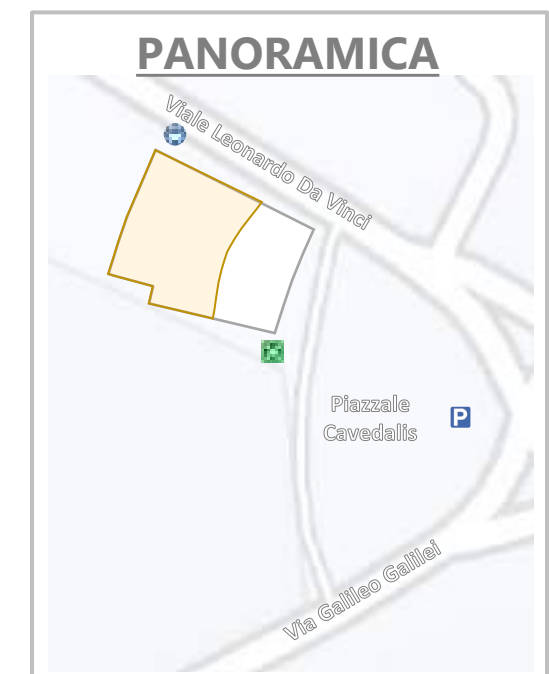 PANORAMICA
Viale Leonardo Da Vinci
Piazzale
Cavedalis
P
Via Galileo Galilei